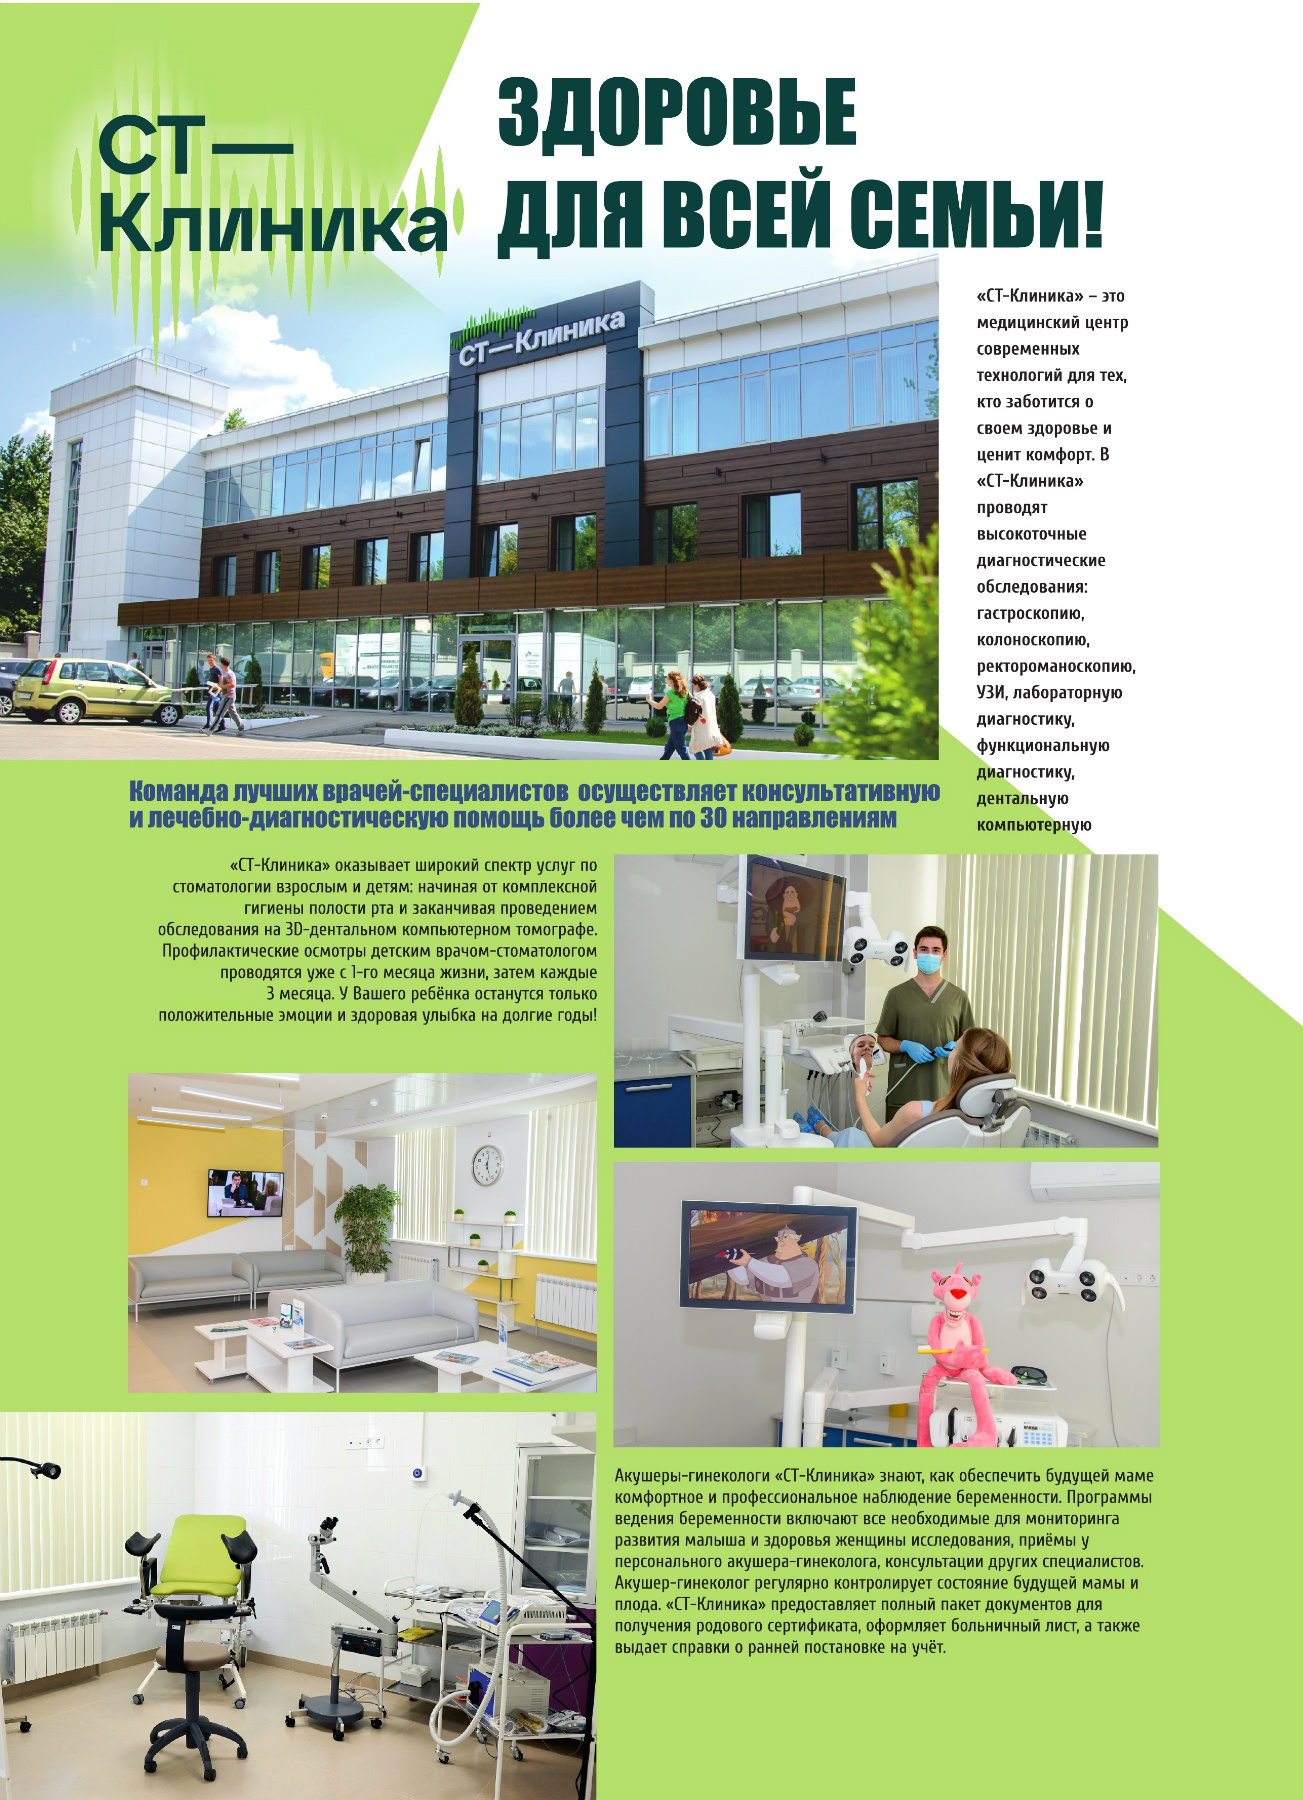 СТ—
Клиника
ЗДОРОВЬЕ
ДЛЯ ВСЕЙ СЕМЬИ!
СТ—Клиника
«СТ-Клиника» – это
медицинский центр
современных
технологий для тех,
кто заботится о
своем здоровье и
ценит комфорт. В
«СТ-Клиника»
проводят
высокоточные
диагностические
обследования:
гастроскопию,
колоноскопию,
ректороманоскопию,
УЗИ, лабораторную
диагностику,
функциональную
диагностику,
дентальную
компьютерную
Команда лучших врачей-специалистов осуществляет консультативную
и лечебно-диагностическую помощь более чем по 30 направлениям
«СТ-Клиника» оказывает широкий спектр услуг по
стоматологии взрослым и детям: начиная от комплексной
гигиены полости рта и заканчивая проведением
обследования на 3D-дентальном компьютерном томографе.
Профилактические осмотры детским врачом-стоматологом
проводятся уже с 1-го месяца жизни, затем каждые
3 месяца. У Вашего ребёнка останутся только
положительные эмоции и здоровая улыбка на долгие годы!
Акушеры-гинекологи «СТ-Клиника» знают, как обеспечить будущей маме
комфортное и профессиональное наблюдение беременности. Программы
ведения беременности включают все необходимые для мониторинга
развития малыша и здоровья женщины исследования, приёмы у
персонального акушера-гинеколога, консультации других специалистов.
Акушер-гинеколог регулярно контролирует состояние будущей мамы и
плода. «СТ-Клиника» предоставляет полный пакет документов для
получения родового сертификата, оформляет больничный лист, а также
выдает справки о ранней постановке на учёт.